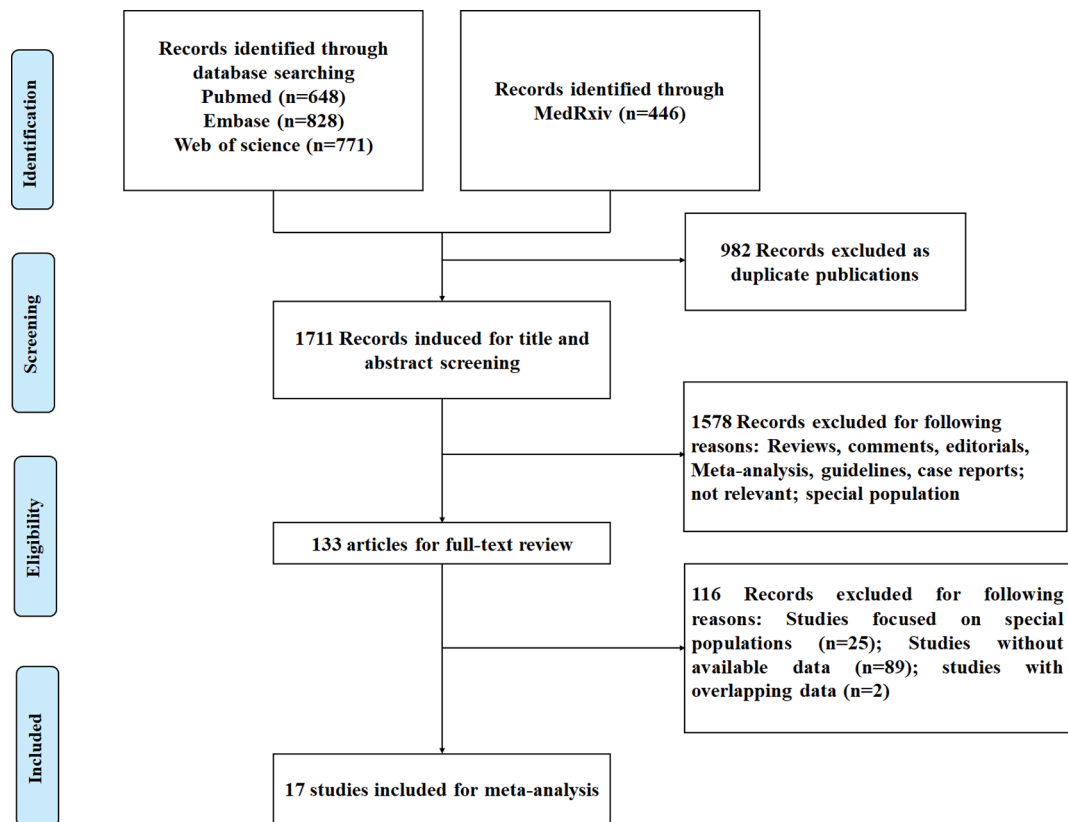 Identification
Records identified through
database searching
Pubmed (n=648)
Embase (n=828)
Web of science (n=771)
Records identified through
MedRxiv (n=446)
982 Records excluded as
duplicate publications
Screening
1711 Records induced for title and
abstract screening
1578 Records excluded for following
reasons: Reviews, comments, editorials,
Meta-analysis, guidelines, case reports;
not relevant; special population
Eligibility
133 articles for full-text review
116 Records excluded for following
reasons: Studies focused on special
populations (n=25); Studies without
available data (n=89); studies with
overlapping data (n=2)
Included
17 studies included for meta-analysis